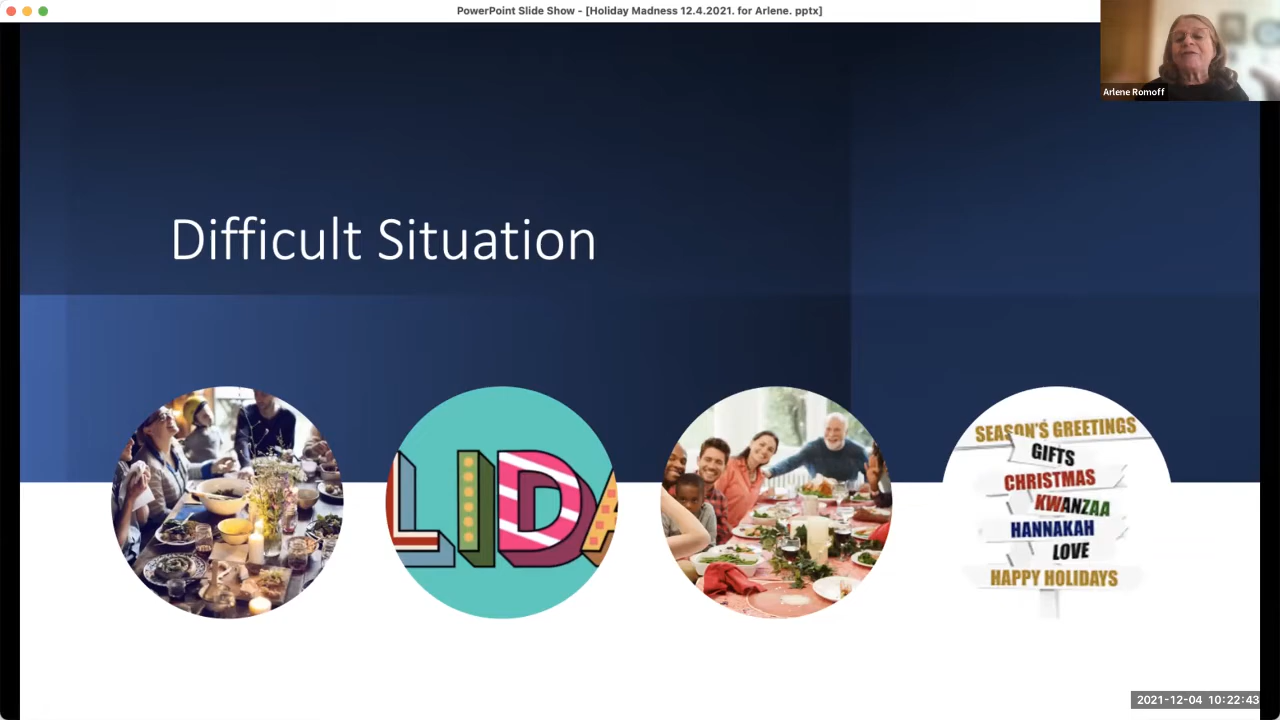 PowerPoint Slide Show - [Holiday Madness 12.4.2021. for Arlene. pptx]
Arlene Romoff
Difficult Situation
LIDA
SEASON'S GREETINGS
GIFTS
CHRISTMAS
KWANZAA
HANNAKAH
LOVE
HAPPY HOLIDAYS
2021-12-04 10:22:43